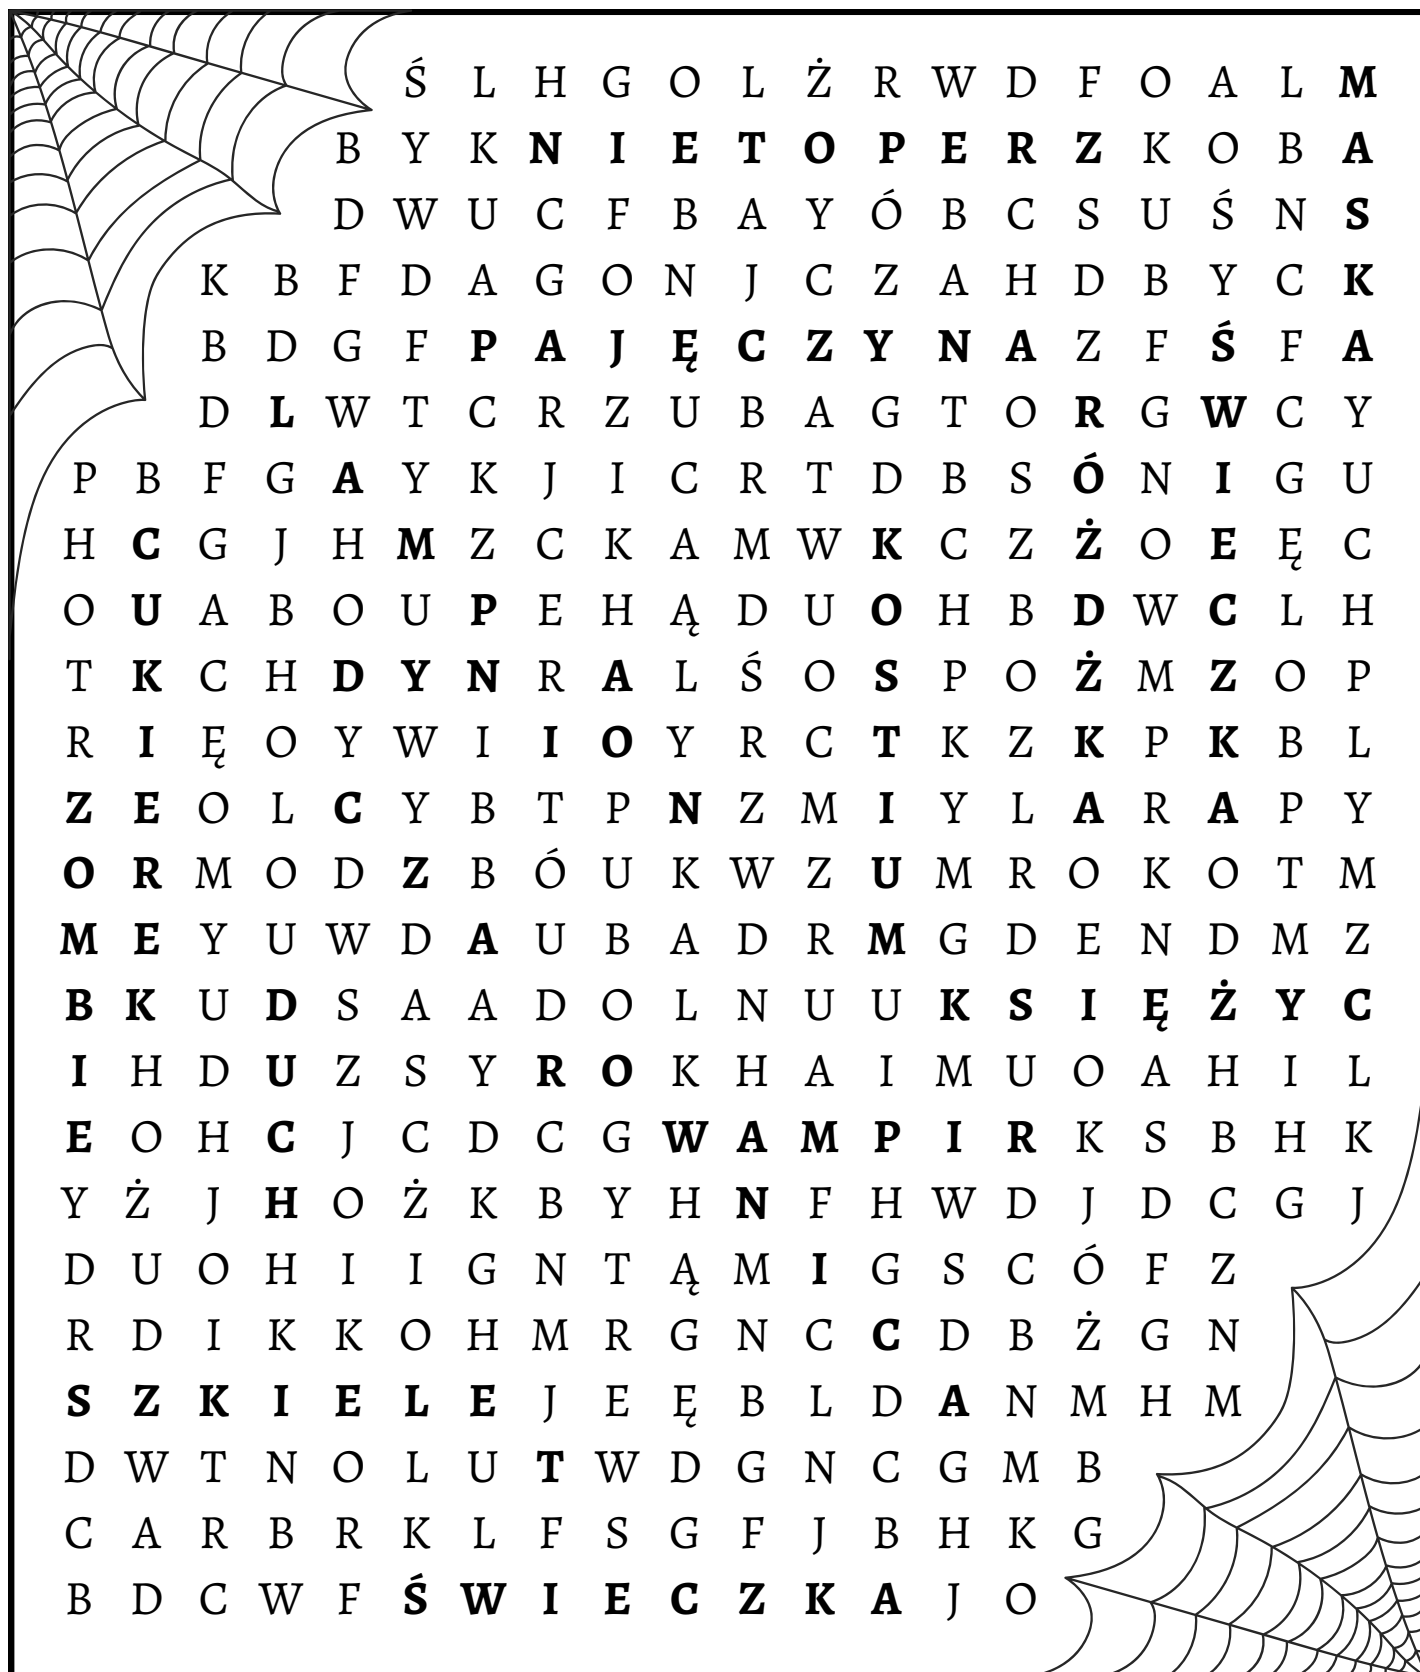 Ś L H G O L Ż R W D F O A L M
B Y K N I E T O P E R Z K O B A
D W U C F B A Y Ó B C S U Ś N S
K B F D A G O N J C Z A H D B Y C K
B D G F P A J Ę C Z Y N A Z F Ś F A
D L W T C R Z U B A G T O R G W C Y
P B F G A Y K J I C R T D B S Ó N I G U
H C G J H M Z C K A M W K C Z Ż O E Ę C
O U A B O U P E H Ą D U O H B D W C L H
T K C H D Y N R A L Ś O S P O Ż M Z O P
R I Ę O Y W I I O Y R C T K Z K P K B L
Z E O L C Y B T P N Z M I Y L A R A P Y
O R M O D Z B Ó U K W Z U M R O K O T M
M E Y U W D A U B A D R M G D E N D M Z
B K U D S A A D O L N U U K S I Ę Ż Y C
I H D U Z S Y R O K H A I M U O A H I L
E O H C J C D C G W A M P I R K S B H K
Y Ż J H O Ż K B Y H N F H W D J D C G J
D U O H I I G N T Ą M I G S C Ó F Z
R D I K K O H M R G N C C D B Ż G N
S Z K I E L E J E Ę B L D A N M H M
D W T N O L U T W D G N C G M B
C A R B R K L F S G F J B H K G
B D C W F Ś W I E C Z K A J O